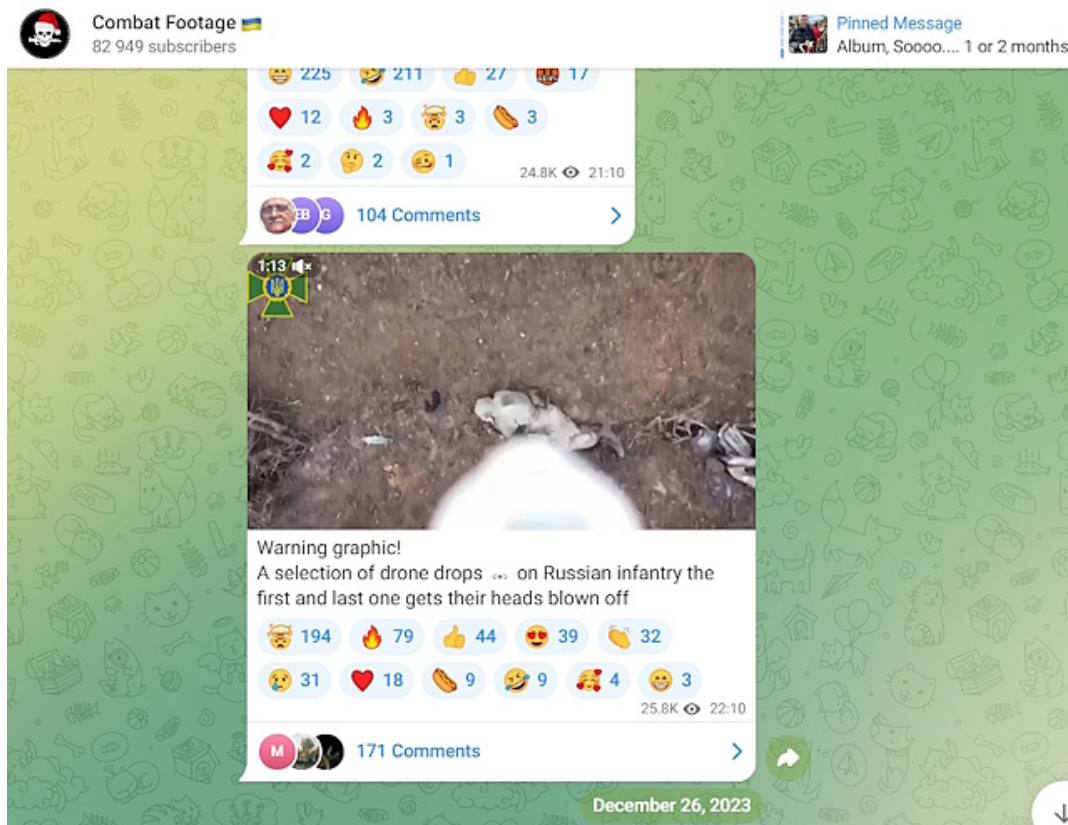 Combat Footage
82 949 subscribers
Pinned Message
Album, Soooo.... 1 or 2 months
225 211 27 17
12 3 3 3
2 2 1
24.8K 21:10
EB G 104 Comments
1:13
Warning graphic!
A selection of drone drops on Russian infantry the
first and last one gets their heads blown off
194 79 44 39 32
31 18 9 9 4 3
25.8K 22:10
M 171 Comments
December 26, 2023